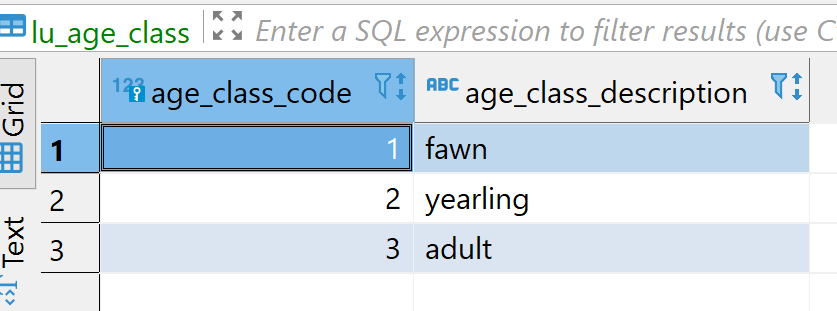 lu_age_class Enter a SQL expression to filter results (use C
123 age_class_code ABC age_class_description
1 1 fawn
2 2 yearling
3 3 adult
Grid
Text